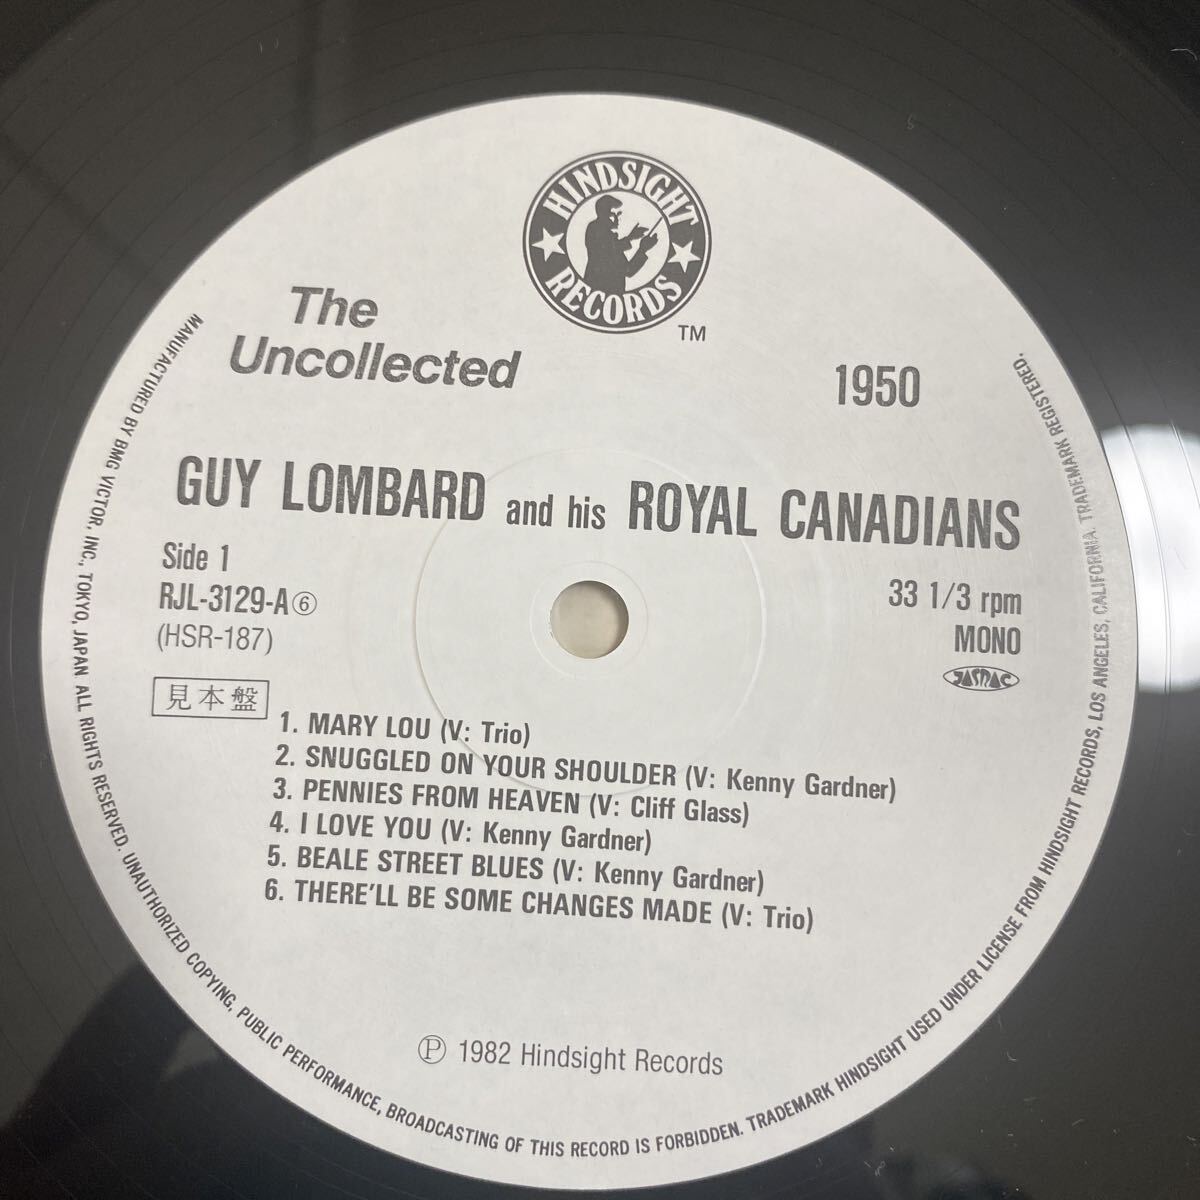 HINDSIGHT
RECORDS
TM
The
Uncollected
1950
GUY LOMBARD and his ROYAL CANADIANS
Side 1
RJL-3129-A⑥
(HSR-187)
33 1/3 rpm
MONO
JASRAC
見本盤
1. MARY LOU (V: Trio)
2. SNUGGLED ON YOUR SHOULDER (V: Kenny Gardner)
3. PENNIES FROM HEAVEN (V: Cliff Glass)
4. I LOVE YOU (V: Kenny Gardner)
5. BEALE STREET BLUES (V: Kenny Gardner)
6. THERE'LL BE SOME CHANGES MADE (V: Trio)
Ⓟ 1982 Hindsight Records
MANUFACTURED BY BMG VICTOR, INC., TOKYO, JAPAN ALL RIGHTS RESERVED. UNAUTHORIZED COPYING, PUBLIC PERFORMANCE, BROADCASTING OF THIS RECORD IS FORBIDDEN. TRADEMARK HINDSIGHT USED UNDER LICENSE FROM HINDSIGHT RECORDS, LOS ANGELES, CALIFORNIA. TRADEMARK REGISTERED.